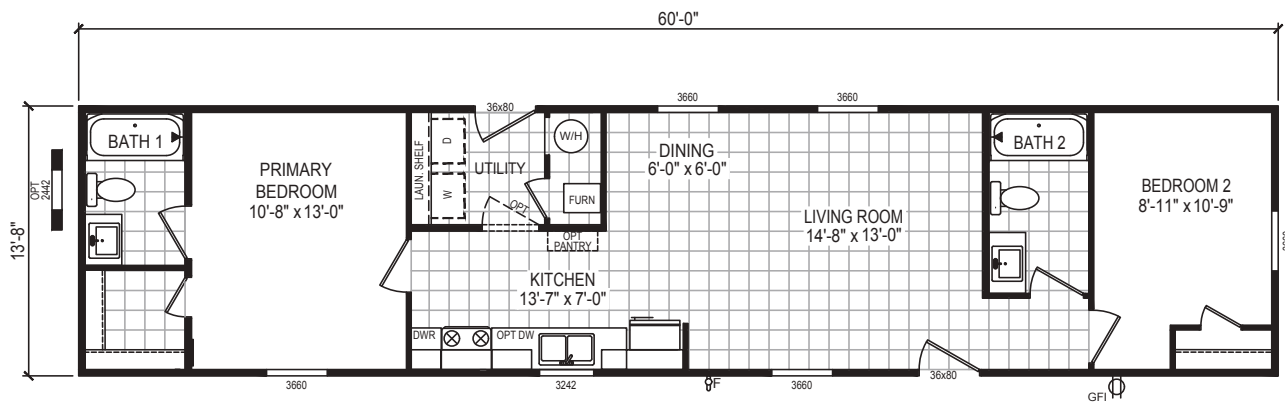 60'-0"
13'-8"
OPT
2442
BATH 1
PRIMARY
BEDROOM
10'-8" x 13'-0"
3660
LAUN. SHELF
D
W
36x80
UTILITY
OPT
W/H
FURN
OPT
PANTRY
KITCHEN
13'-7" x 7'-0"
DWR
OPT DW
3242
3660
3660
DINING
6'-0" x 6'-0"
LIVING ROOM
14'-8" x 13'-0"
F
3660
36x80
BATH 2
BEDROOM 2
8'-11" x 10'-9"
GFI